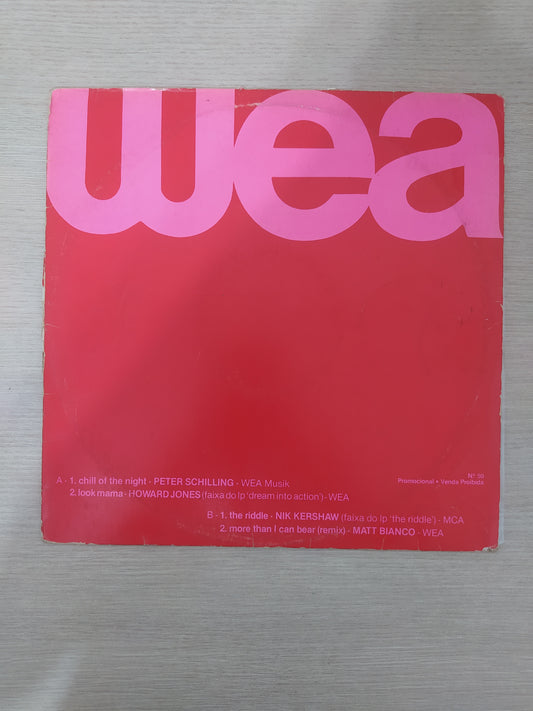 wea
Nº 50
Promocional • Venda Proibida
A - 1. chill of the night - PETER SCHILLING - WEA Musik
2. look mama - HOWARD JONES (faixa do lp 'dream into action') - WEA
B - 1. the riddle - NIK KERSHAW (faixa do lp 'the riddle') - MCA
2. more than I can bear (remix) - MATT BIANCO - WEA